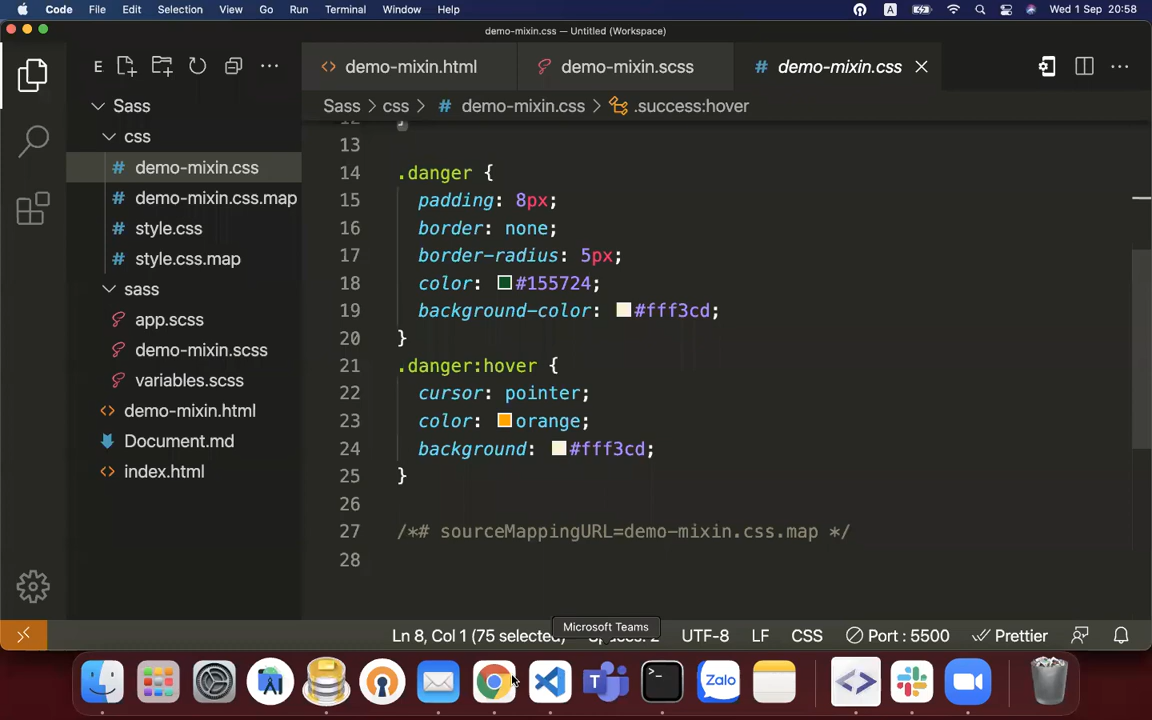 Code File Edit Selection View Go Run Terminal Window Help A Wed 1 Sep 20:58
demo-mixin.css — Untitled (Workspace)
E
demo-mixin.html
demo-mixin.scss
# demo-mixin.css
Sass > css > # demo-mixin.css > .success:hover
Sass
css
# demo-mixin.css
# demo-mixin.css.map
# style.css
# style.css.map
sass
app.scss
demo-mixin.scss
variables.scss
demo-mixin.html
Document.md
index.html
12 }
13
14 .danger {
15 padding: 8px;
16 border: none;
17 border-radius: 5px;
18 color: #155724;
19 background-color: #fff3cd;
20 }
21 .danger:hover {
22 cursor: pointer;
23 color: orange;
24 background: #fff3cd;
25 }
26
27 /*# sourceMappingURL=demo-mixin.css.map */
28
Microsoft Teams
Ln 8, Col 1 (75 selected) Spaces: 2 UTF-8 LF CSS Port : 5500 Prettier
Zalo